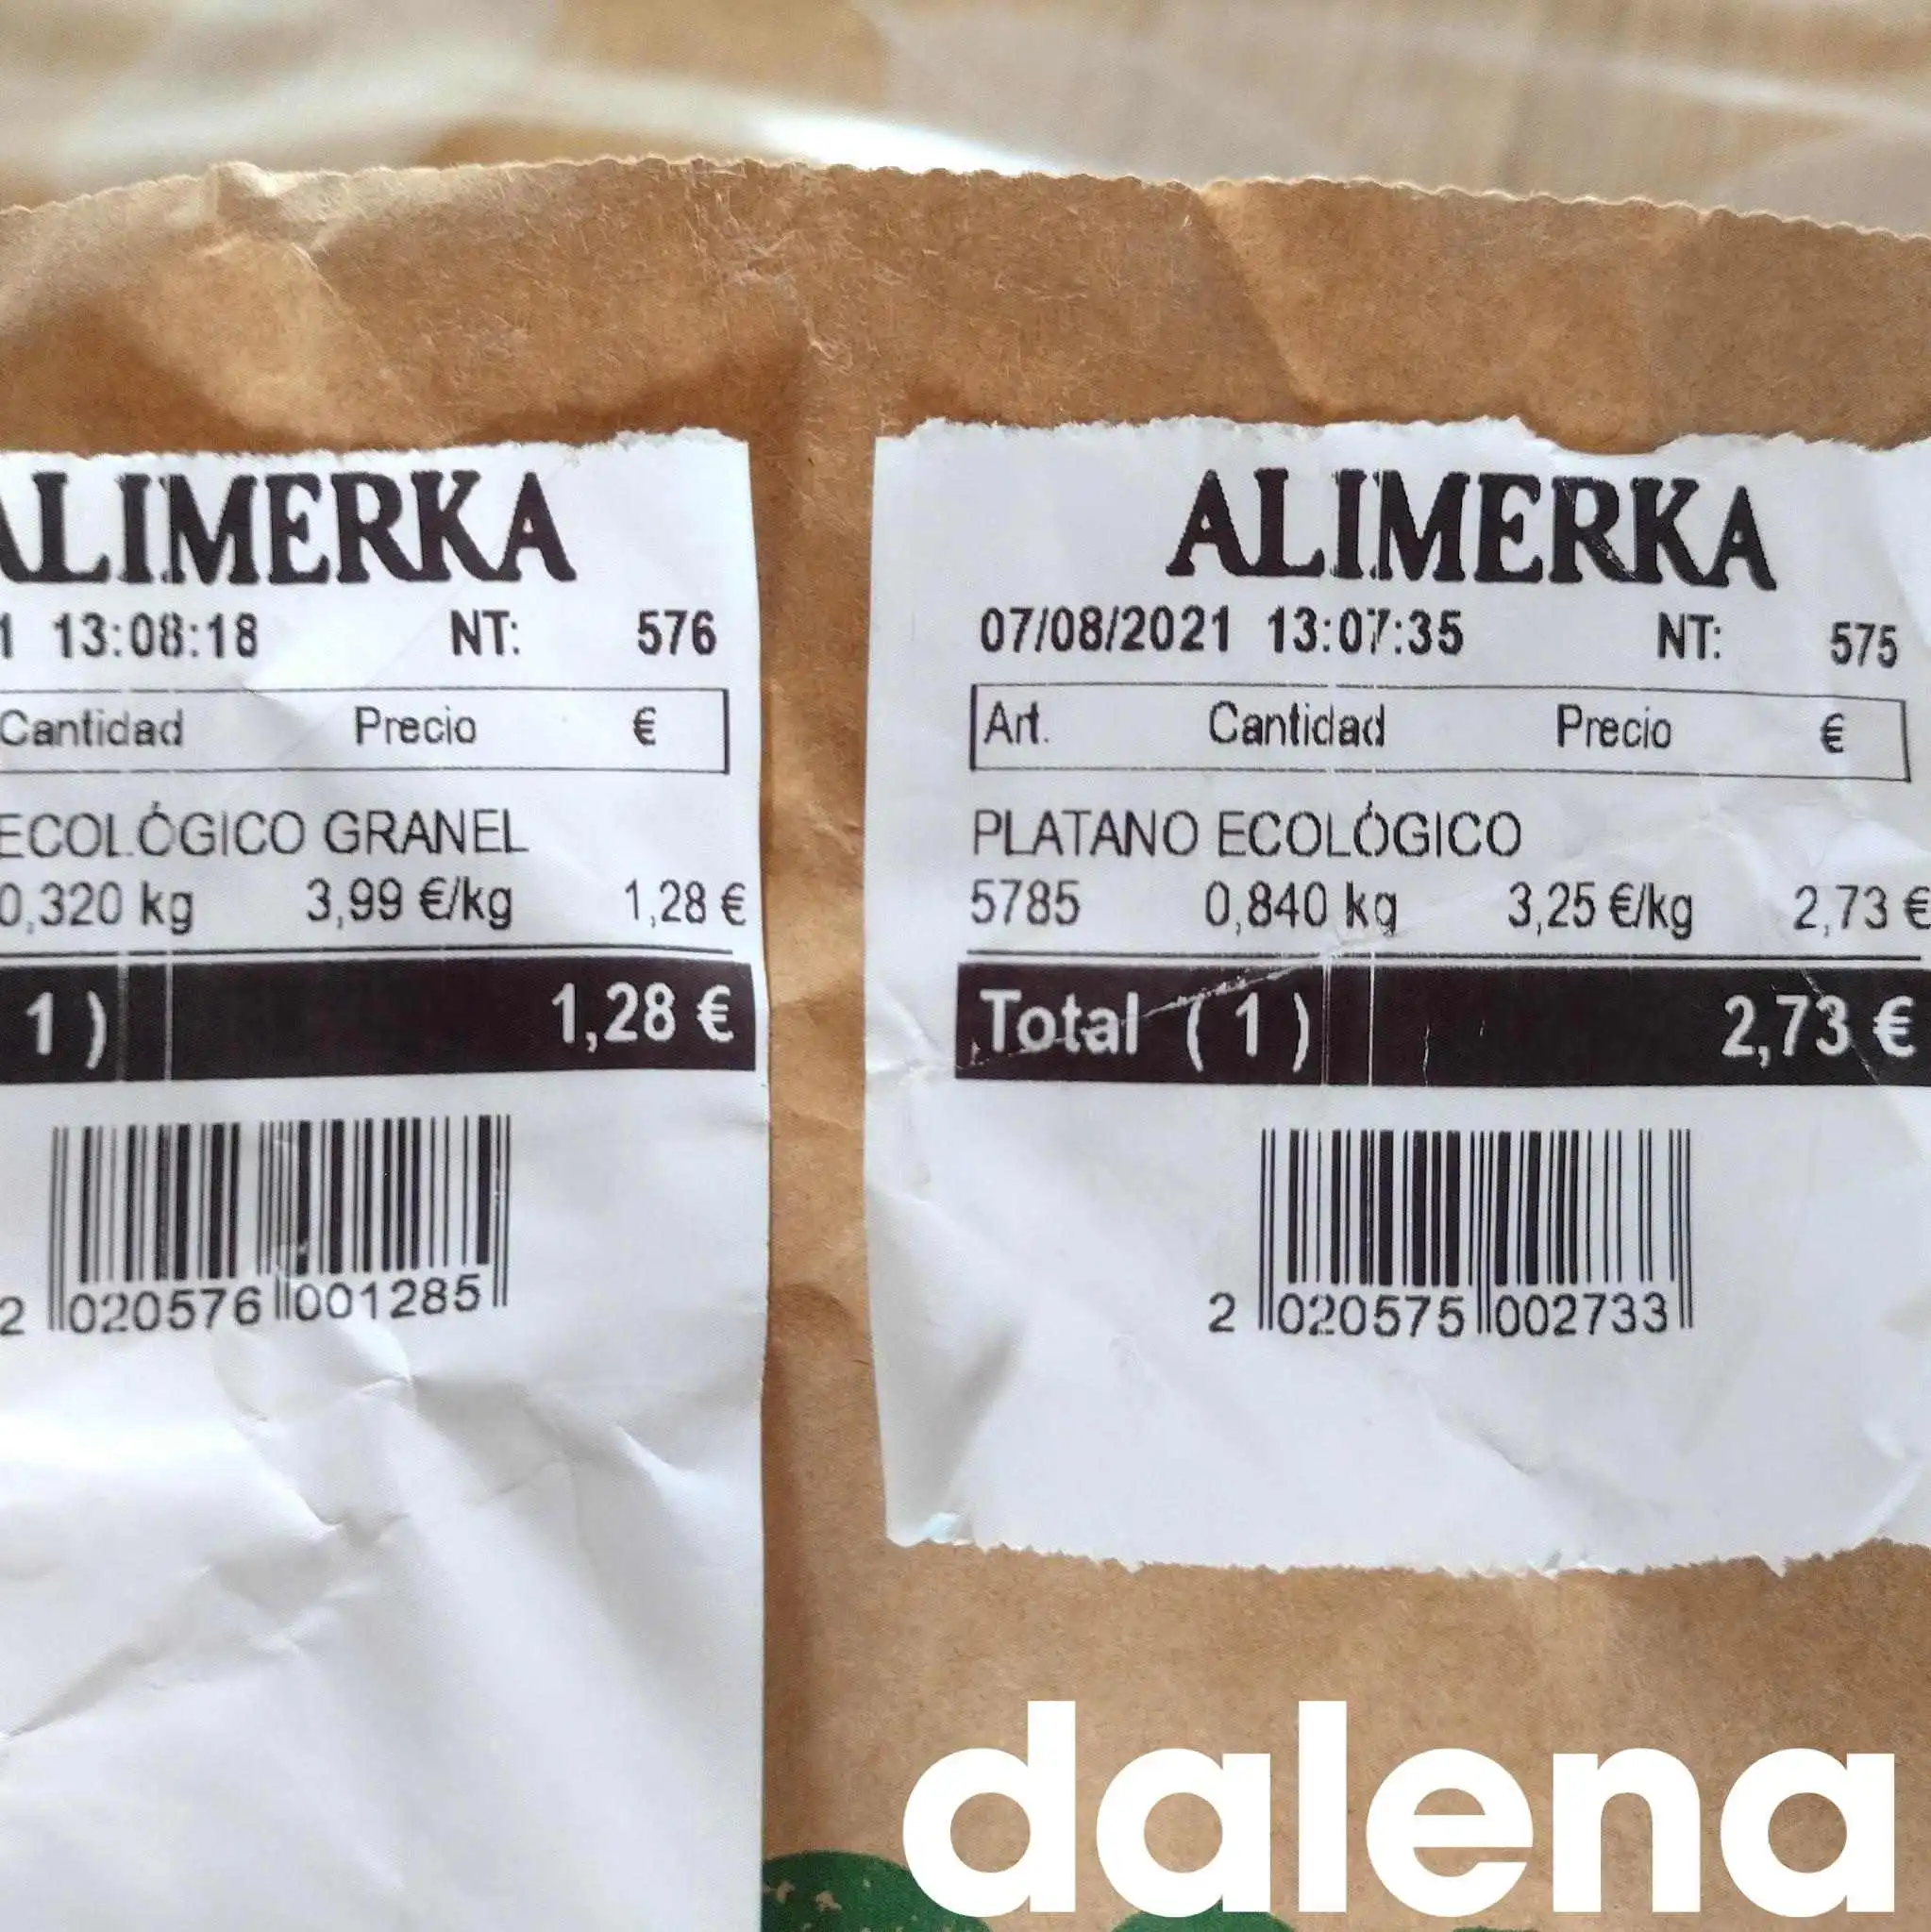 ALIMERKA
1 13:08:18 NT: 576
Cantidad Precio €
ECOLÓGICO GRANEL
0,320 kg 3,99 €/kg 1,28 €
1 ) 1,28 €
2 020576 001285
ALIMERKA
07/08/2021 13:07:35 NT: 575
Art. Cantidad Precio €
PLATANO ECOLÓGICO
5785 0,840 kg 3,25 €/kg 2,73 €
Total ( 1 ) 2,73 €
2 020575 002733
dalena